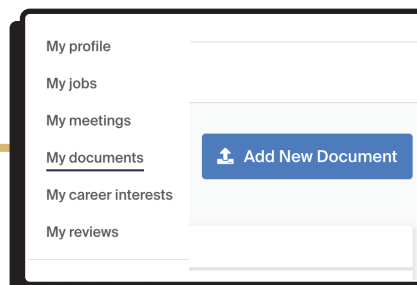 My profile
My jobs
My meetings
My documents
My career interests
My reviews
Add New Document